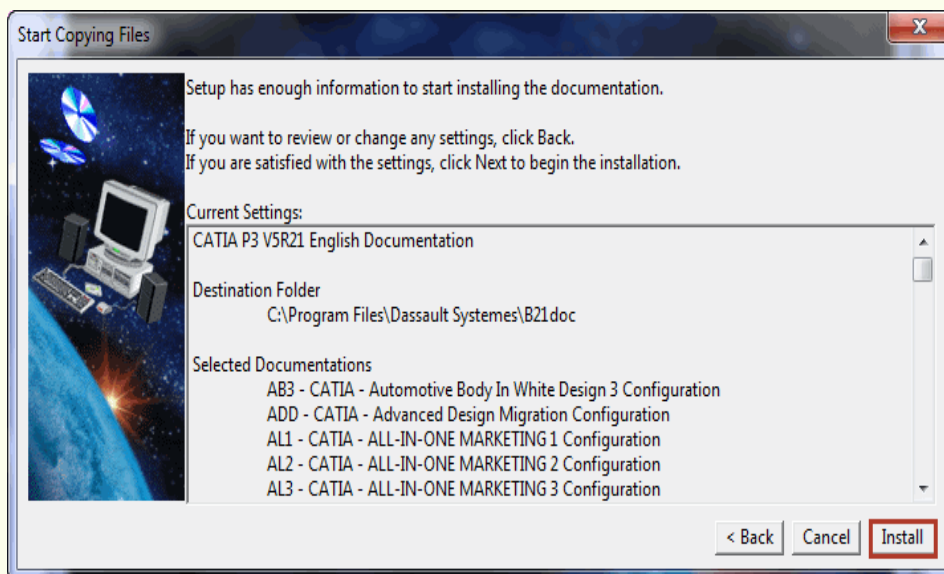 Start Copying Files
Setup has enough information to start installing the documentation.
If you want to review or change any settings, click Back.
If you are satisfied with the settings, click Next to begin the installation.
Current Settings:
CATIA P3 V5R21 English Documentation
Destination Folder
C:\Program Files\Dassault Systemes\B21doc
Selected Documentations
AB3 - CATIA - Automotive Body In White Design 3 Configuration
ADD - CATIA - Advanced Design Migration Configuration
AL1 - CATIA - ALL-IN-ONE MARKETING 1 Configuration
AL2 - CATIA - ALL-IN-ONE MARKETING 2 Configuration
AL3 - CATIA - ALL-IN-ONE MARKETING 3 Configuration
< Back Cancel Install